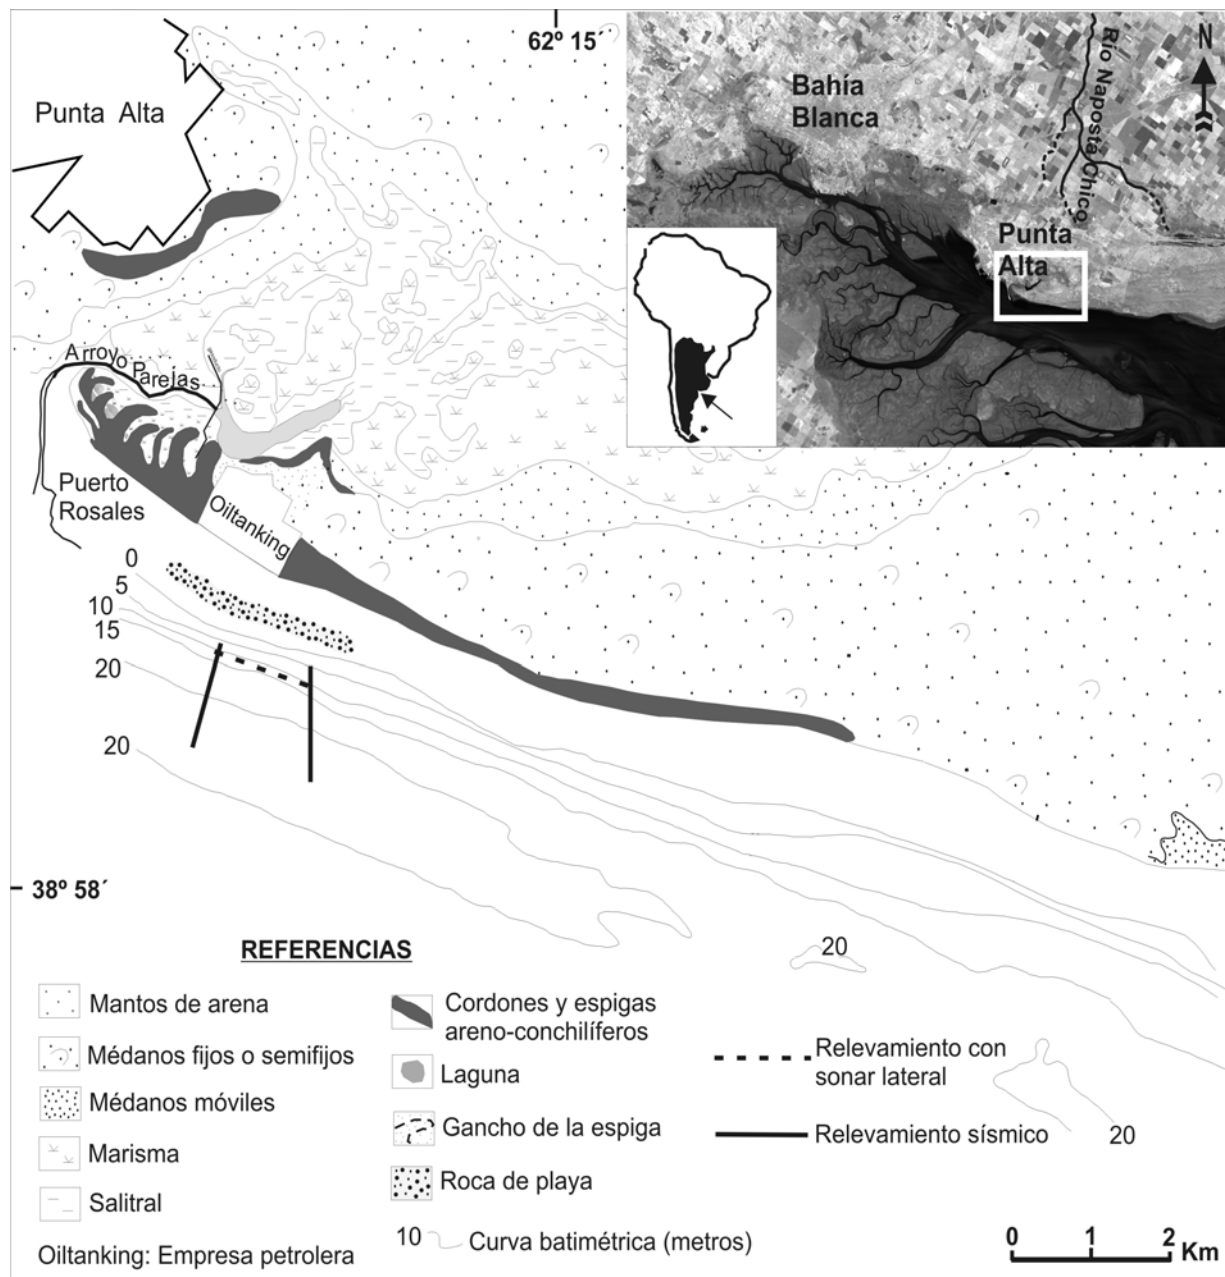 62º 15´
Punta Alta
Bahía
Blanca
Río Naposta Chico
N
Punta
Alta
Arroyo Parejas
Puerto
Rosales
Oiltanking
0
5
10
15
20
20
38º 58´
20
20
REFERENCIAS
Mantos de arena
Médanos fijos o semifijos
Médanos móviles
Marisma
Salitral
Oiltanking: Empresa petrolera
Cordones y espigas
areno-conchilíferos
Laguna
Gancho de la espiga
Roca de playa
10 Curva batimétrica (metros)
Relevamiento con
sonar lateral
Relevamiento sísmico
0 1 2
Km